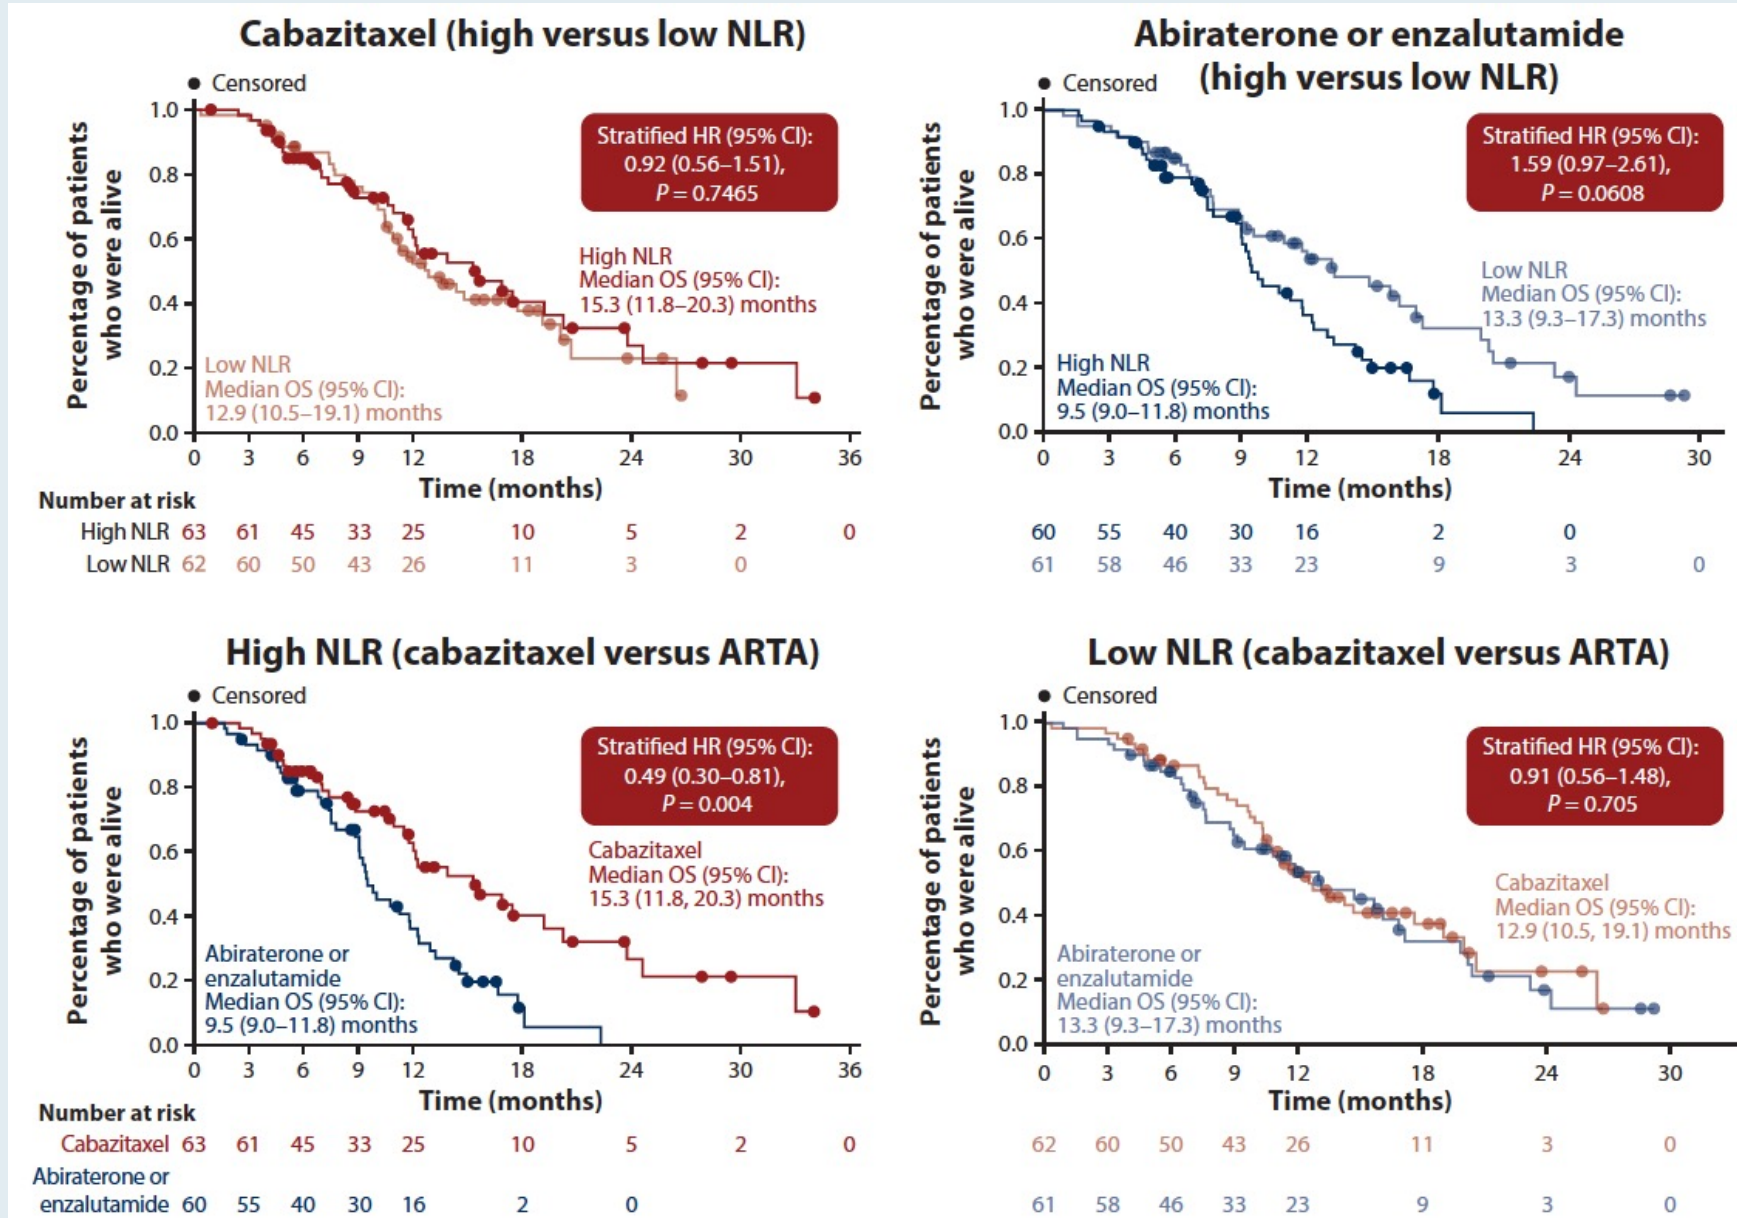 Cabazitaxel (high versus low NLR)
● Censored
Percentage of patients
who were alive
1.0
0.8
0.6
0.4
0.2
0.0
Stratified HR (95% CI):
0.92 (0.56–1.51),
P = 0.7465
High NLR
Median OS (95% CI):
15.3 (11.8–20.3) months
Low NLR
Median OS (95% CI):
12.9 (10.5–19.1) months
0 3 6 9 12 18 24 30 36
Time (months)
Number at risk
High NLR 63 61 45 33 25 10 5 2 0
Low NLR 62 60 50 43 26 11 3 0
Abiraterone or enzalutamide
(high versus low NLR)
● Censored
Percentage of patients
who were alive
1.0
0.8
0.6
0.4
0.2
0.0
Stratified HR (95% CI):
1.59 (0.97–2.61),
P = 0.0608
Low NLR
Median OS (95% CI):
13.3 (9.3–17.3) months
High NLR
Median OS (95% CI):
9.5 (9.0–11.8) months
0 3 6 9 12 18 24 30
Time (months)
60 55 40 30 16 2 0
61 58 46 33 23 9 3 0
High NLR (cabazitaxel versus ARTA)
● Censored
Percentage of patients
who were alive
1.0
0.8
0.6
0.4
0.2
0.0
Stratified HR (95% CI):
0.49 (0.30–0.81),
P = 0.004
Cabazitaxel
Median OS (95% CI):
15.3 (11.8, 20.3) months
Abiraterone or
enzalutamide
Median OS (95% CI):
9.5 (9.0–11.8) months
0 3 6 9 12 18 24 30 36
Time (months)
Number at risk
Cabazitaxel 63 61 45 33 25 10 5 2 0
Abiraterone or
enzalutamide 60 55 40 30 16 2 0
Low NLR (cabazitaxel versus ARTA)
● Censored
Percentage of patients
who were alive
1.0
0.8
0.6
0.4
0.2
0.0
Stratified HR (95% CI):
0.91 (0.56–1.48),
P = 0.705
Cabazitaxel
Median OS (95% CI):
12.9 (10.5, 19.1) months
Abiraterone or
enzalutamide
Median OS (95% CI):
13.3 (9.3–17.3) months
0 3 6 9 12 18 24 30
Time (months)
62 60 50 43 26 11 3 0
61 58 46 33 23 9 3 0